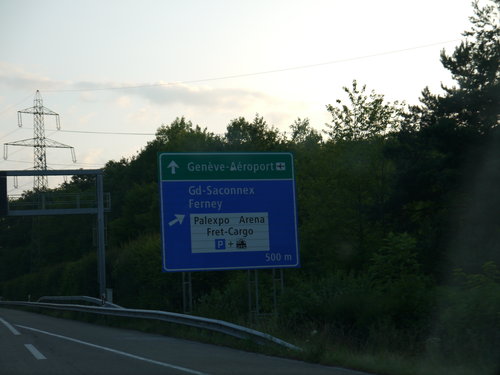 Genève-Aéroport
Gd-Saconnex
Ferney
Palexpo Arena
Fret-Cargo
P +
500 m